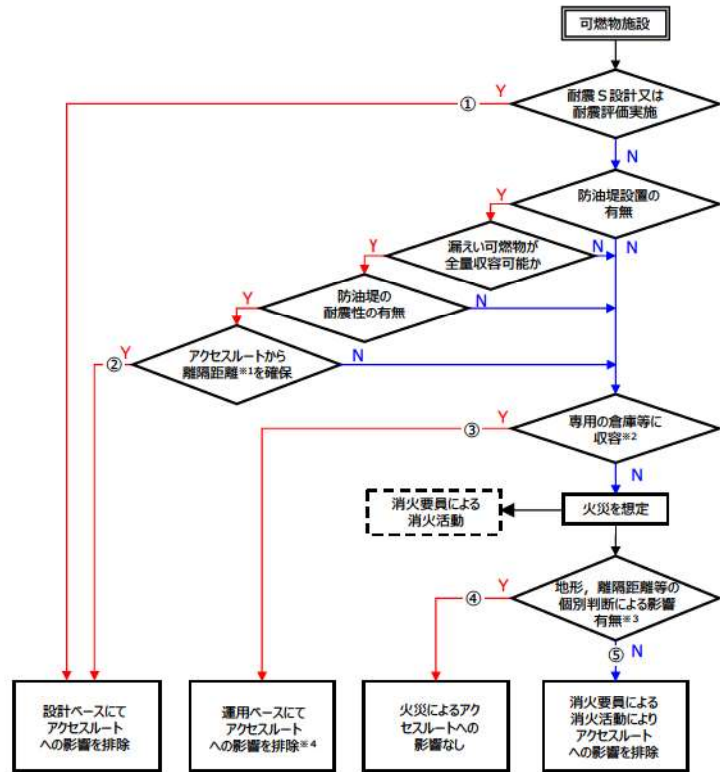 可燃物施設
耐震S設計又は
耐震評価実施
Y
①
N
防油堤設置の
有無
Y
N
漏えい可燃物が
全量収容可能か
Y
N
防油堤の
耐震性の有無
Y
N
アクセスルートから
離隔距離※1を確保
Y
②
N
専用の倉庫等に
収容※2
Y
③
N
消火要員による
消火活動
火災を想定
地形，離隔距離等の
個別判断による影響
有無※3
Y
④
⑤
N
設計ベースにて
アクセスルート
への影響を排除
運用ベースにて
アクセスルート
への影響を排除※4
火災によるアク
セスルートへの
影響なし
消火要員による
消火活動により
アクセスルート
への影響を排除